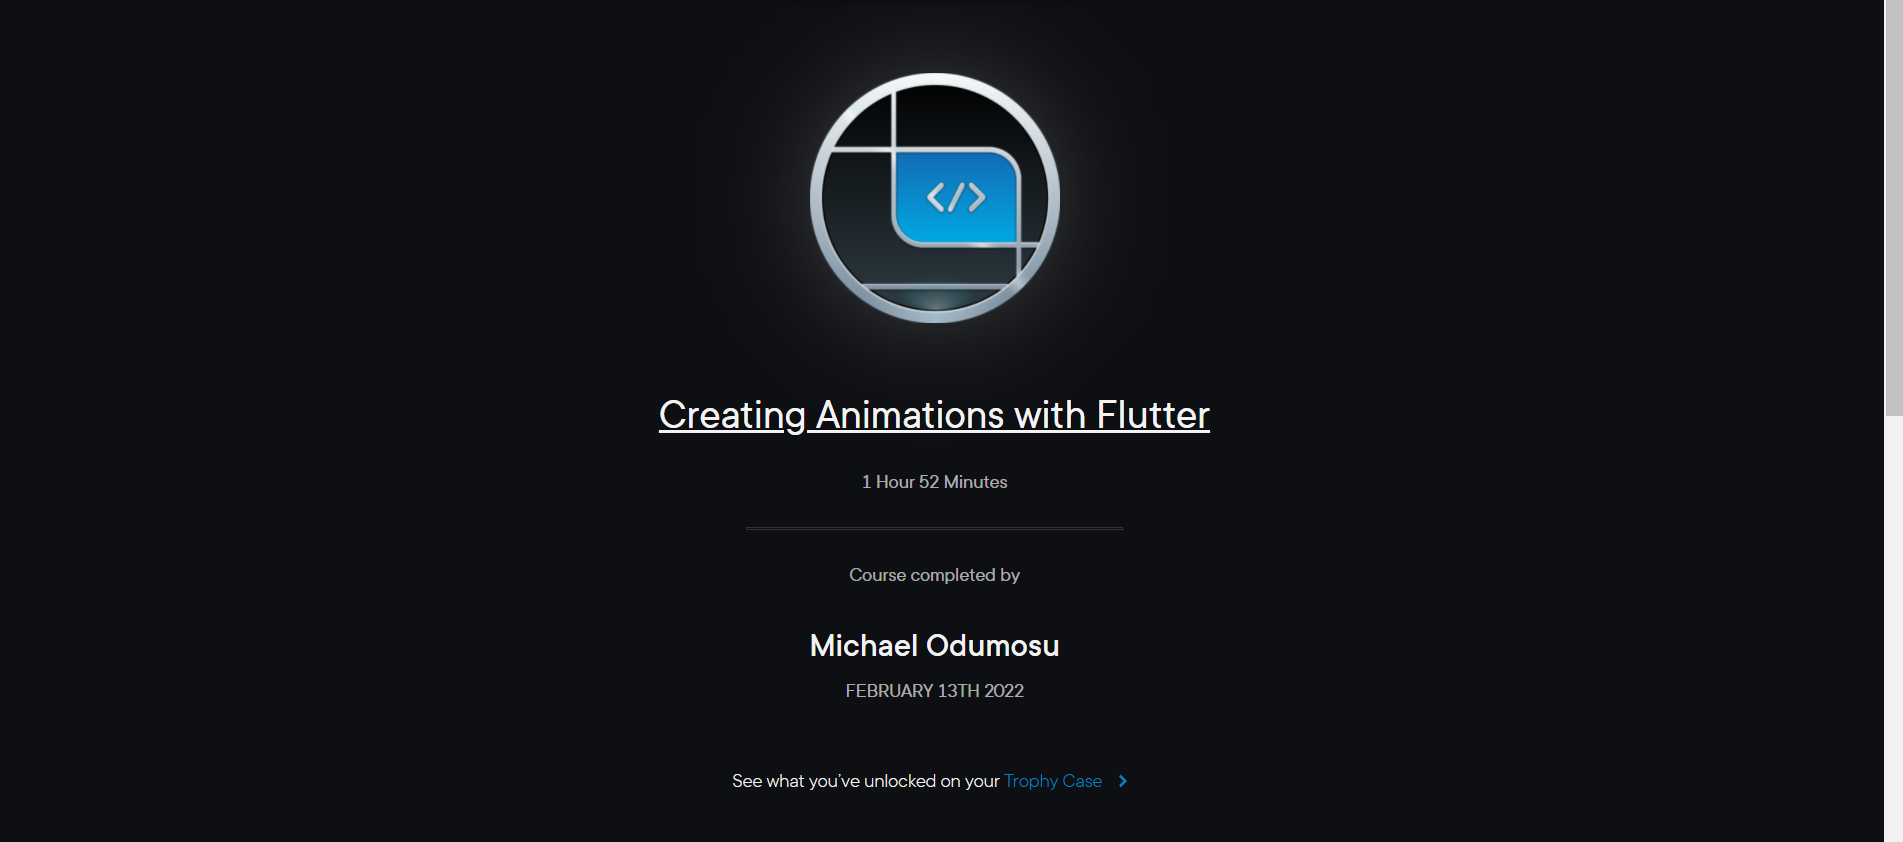 </>
Creating Animations with Flutter
1 Hour 52 Minutes
Course completed by
Michael Odumosu
FEBRUARY 13TH 2022
See what you've unlocked on your Trophy Case